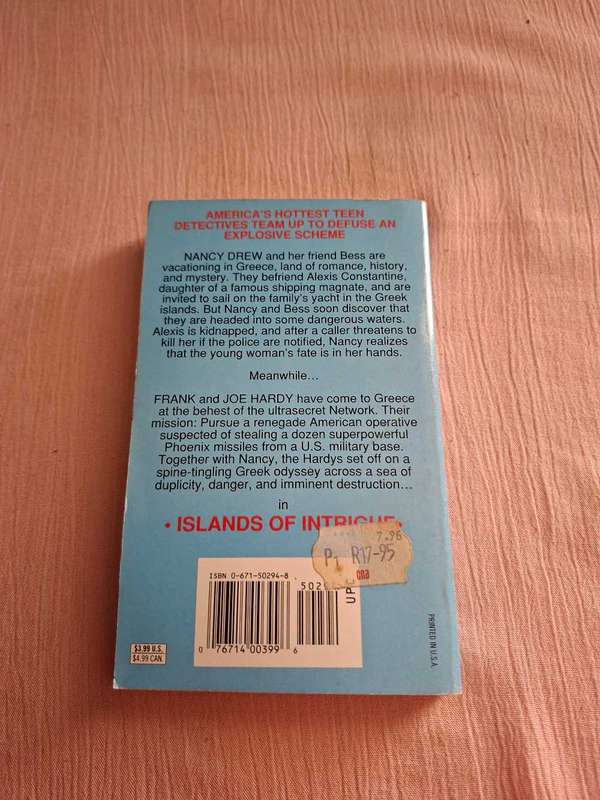 AMERICA'S HOTTEST TEEN
DETECTIVES TEAM UP TO DEFUSE AN
EXPLOSIVE SCHEME
NANCY DREW and her friend Bess are
vacationing in Greece, land of romance, history,
and mystery. They befriend Alexis Constantine,
daughter of a famous shipping magnate, and are
invited to sail on the family's yacht in the Greek
islands. But Nancy and Bess soon discover that
they are headed into some dangerous waters.
Alexis is kidnapped, and after a caller threatens to
kill her if the police are notified, Nancy realizes
that the young woman's fate is in her hands.
Meanwhile...
FRANK and JOE HARDY have come to Greece
at the behest of the ultrasecret Network. Their
mission: Pursue a renegade American operative
suspected of stealing a dozen superpowerful
Phoenix missiles from a U.S. military base.
Together with Nancy, the Hardys set off on a
spine-tingling Greek odyssey across a sea of
duplicity, danger, and imminent destruction...
in
• ISLANDS OF INTRIGUE •
7.96
R17-95
cna
ISBN 0-671-50294-8
UPC
0 76714 00399 6
$3.99 U.S.
$4.99 CAN.
PRINTED IN U.S.A.